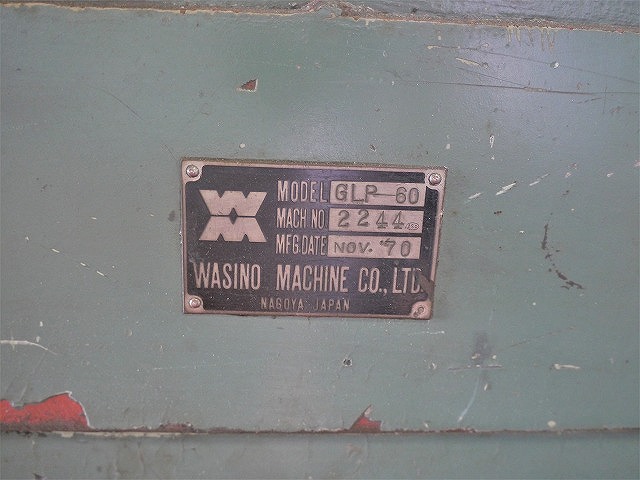 MODEL GLP-60
MACH NO 2244
MFG.DATE NOV. '70
WASINO MACHINE CO., LTD.
NAGOYA JAPAN